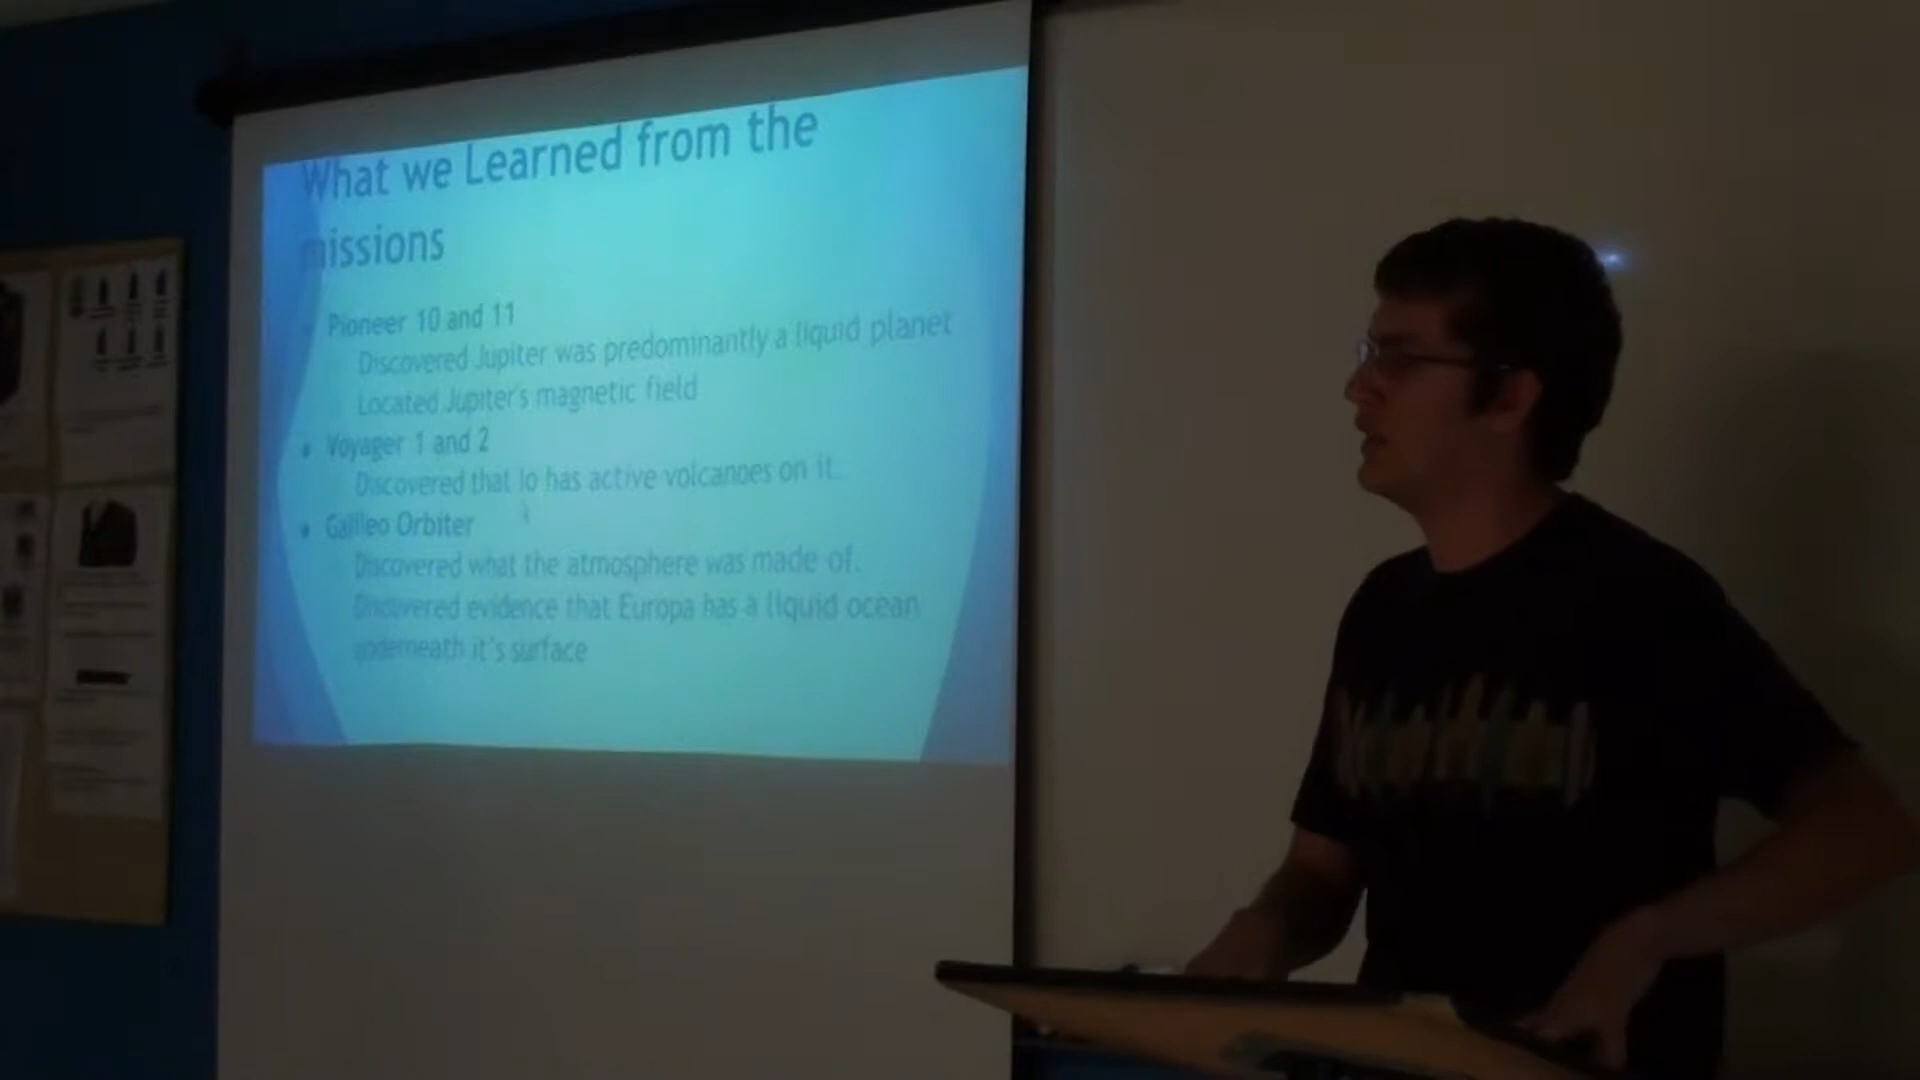 What we Learned from the
missions
Pioneer 10 and 11
Discovered Jupiter was predominantly a liquid planet
Located Jupiter's magnetic field
• Voyager 1 and 2
Discovered that Io has active volcanoes on it.
• Galileo Orbiter
Discovered what the atmosphere was made of.
Discovered evidence that Europa has a liquid ocean
underneath it's surface